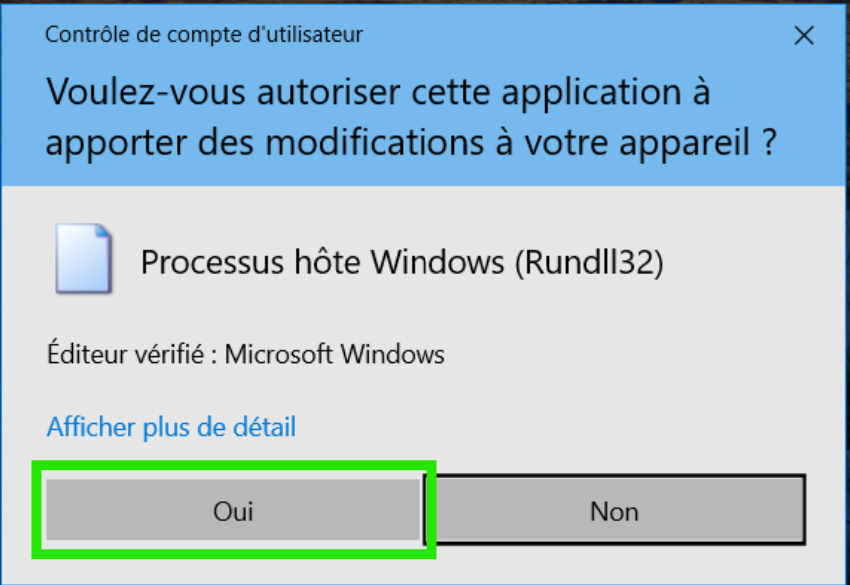 Contrôle de compte d'utilisateur
Voulez-vous autoriser cette application à
apporter des modifications à votre appareil ?
Processus hôte Windows (Rundll32)
Éditeur vérifié : Microsoft Windows
Afficher plus de détail
Oui
Non